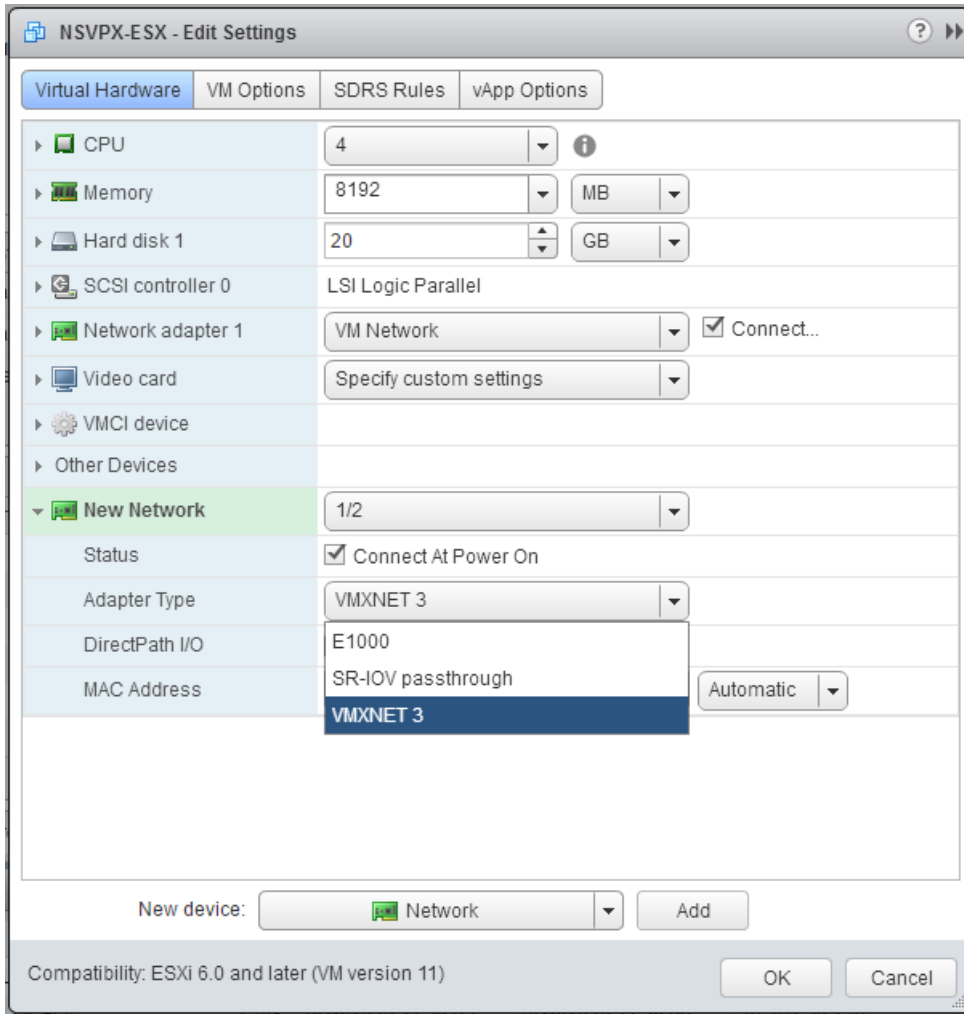 NSVPX-ESX - Edit Settings ?
Virtual Hardware VM Options SDRS Rules vApp Options
CPU 4
Memory 8192 MB
Hard disk 1 20 GB
SCSI controller 0 LSI Logic Parallel
Network adapter 1 VM Network Connect...
Video card Specify custom settings
VMCI device
Other Devices
New Network 1/2
Status Connect At Power On
Adapter Type VMXNET 3
DirectPath I/O E1000
SR-IOV passthrough
MAC Address Automatic
VMXNET 3
New device: Network Add
Compatibility: ESXi 6.0 and later (VM version 11) OK Cancel